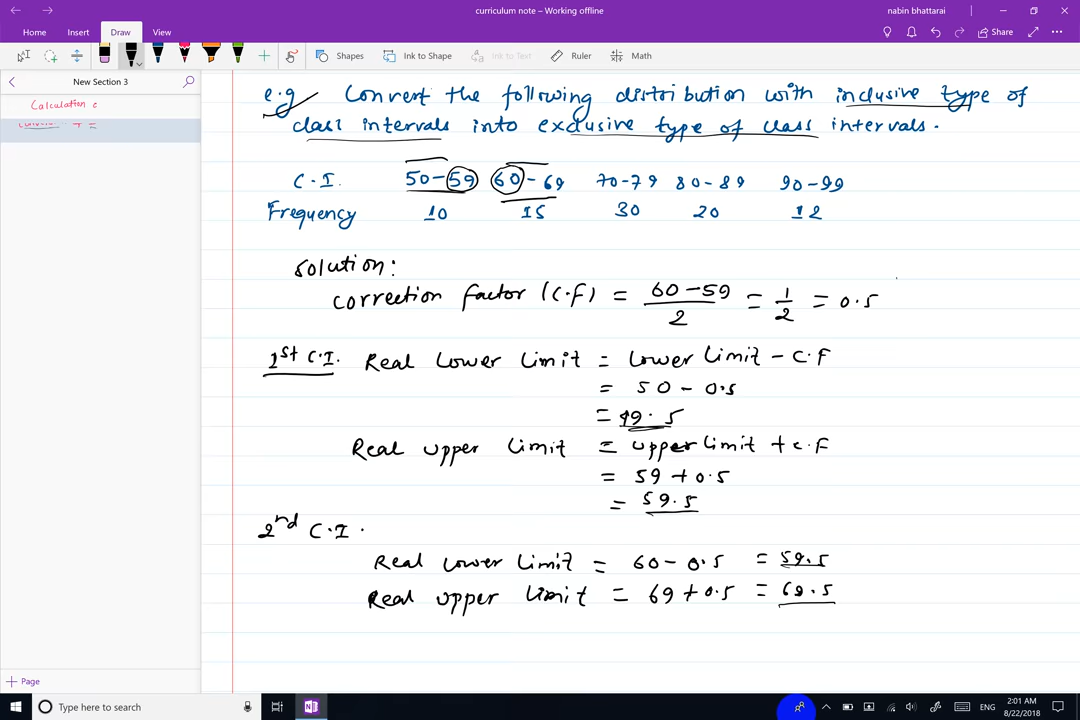 curriculum note – Working offline
nabin bhattarai
Home Insert Draw View
Share
Shapes Ink to Shape Ink to Text Ruler Math
New Section 3
Calculation c
e.g Convert the following distribution with inclusive type of
class intervals into exclusive type of class intervals.
C.I. 50-59 60-69 70-79 80-89 90-99
Frequency 10 15 30 20 12
Solution:
Correction factor (C.F) = 60-59/2 = 1/2 = 0.5
1st C.I. Real Lower Limit = Lower Limit - C.F
= 50 - 0.5
= 49.5
Real upper limit = upper limit + C.F
= 59 + 0.5
= 59.5
2nd C.I.
Real Lower limit = 60 - 0.5 = 59.5
Real upper limit = 69 + 0.5 = 69.5
Page
Type here to search
ENG
2:01 AM
8/22/2018